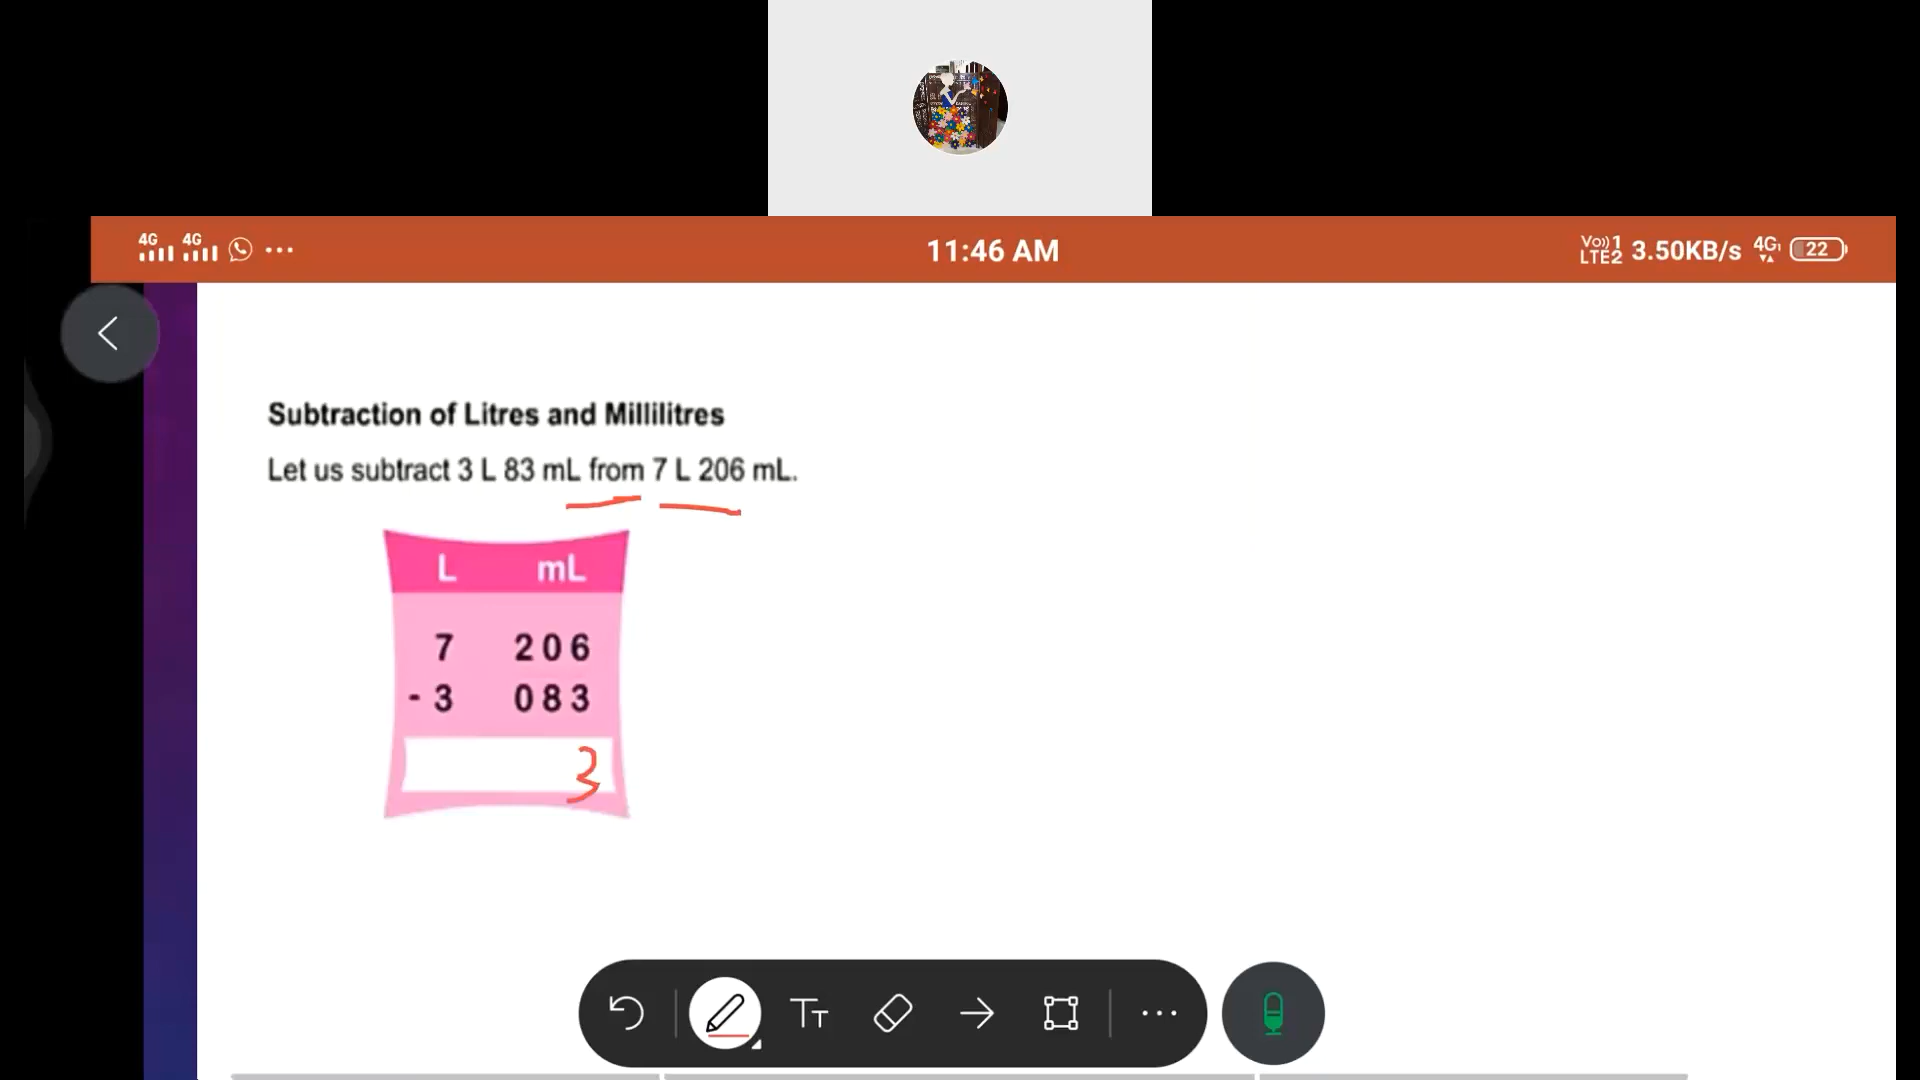 4G 4G ... 11:46 AM Vo)) 1 LTE2 3.50KB/s 4G 22
Subtraction of Litres and Millilitres
Let us subtract 3 L 83 mL from 7 L 206 mL.
L mL
7 206
- 3 083
3
TT ...